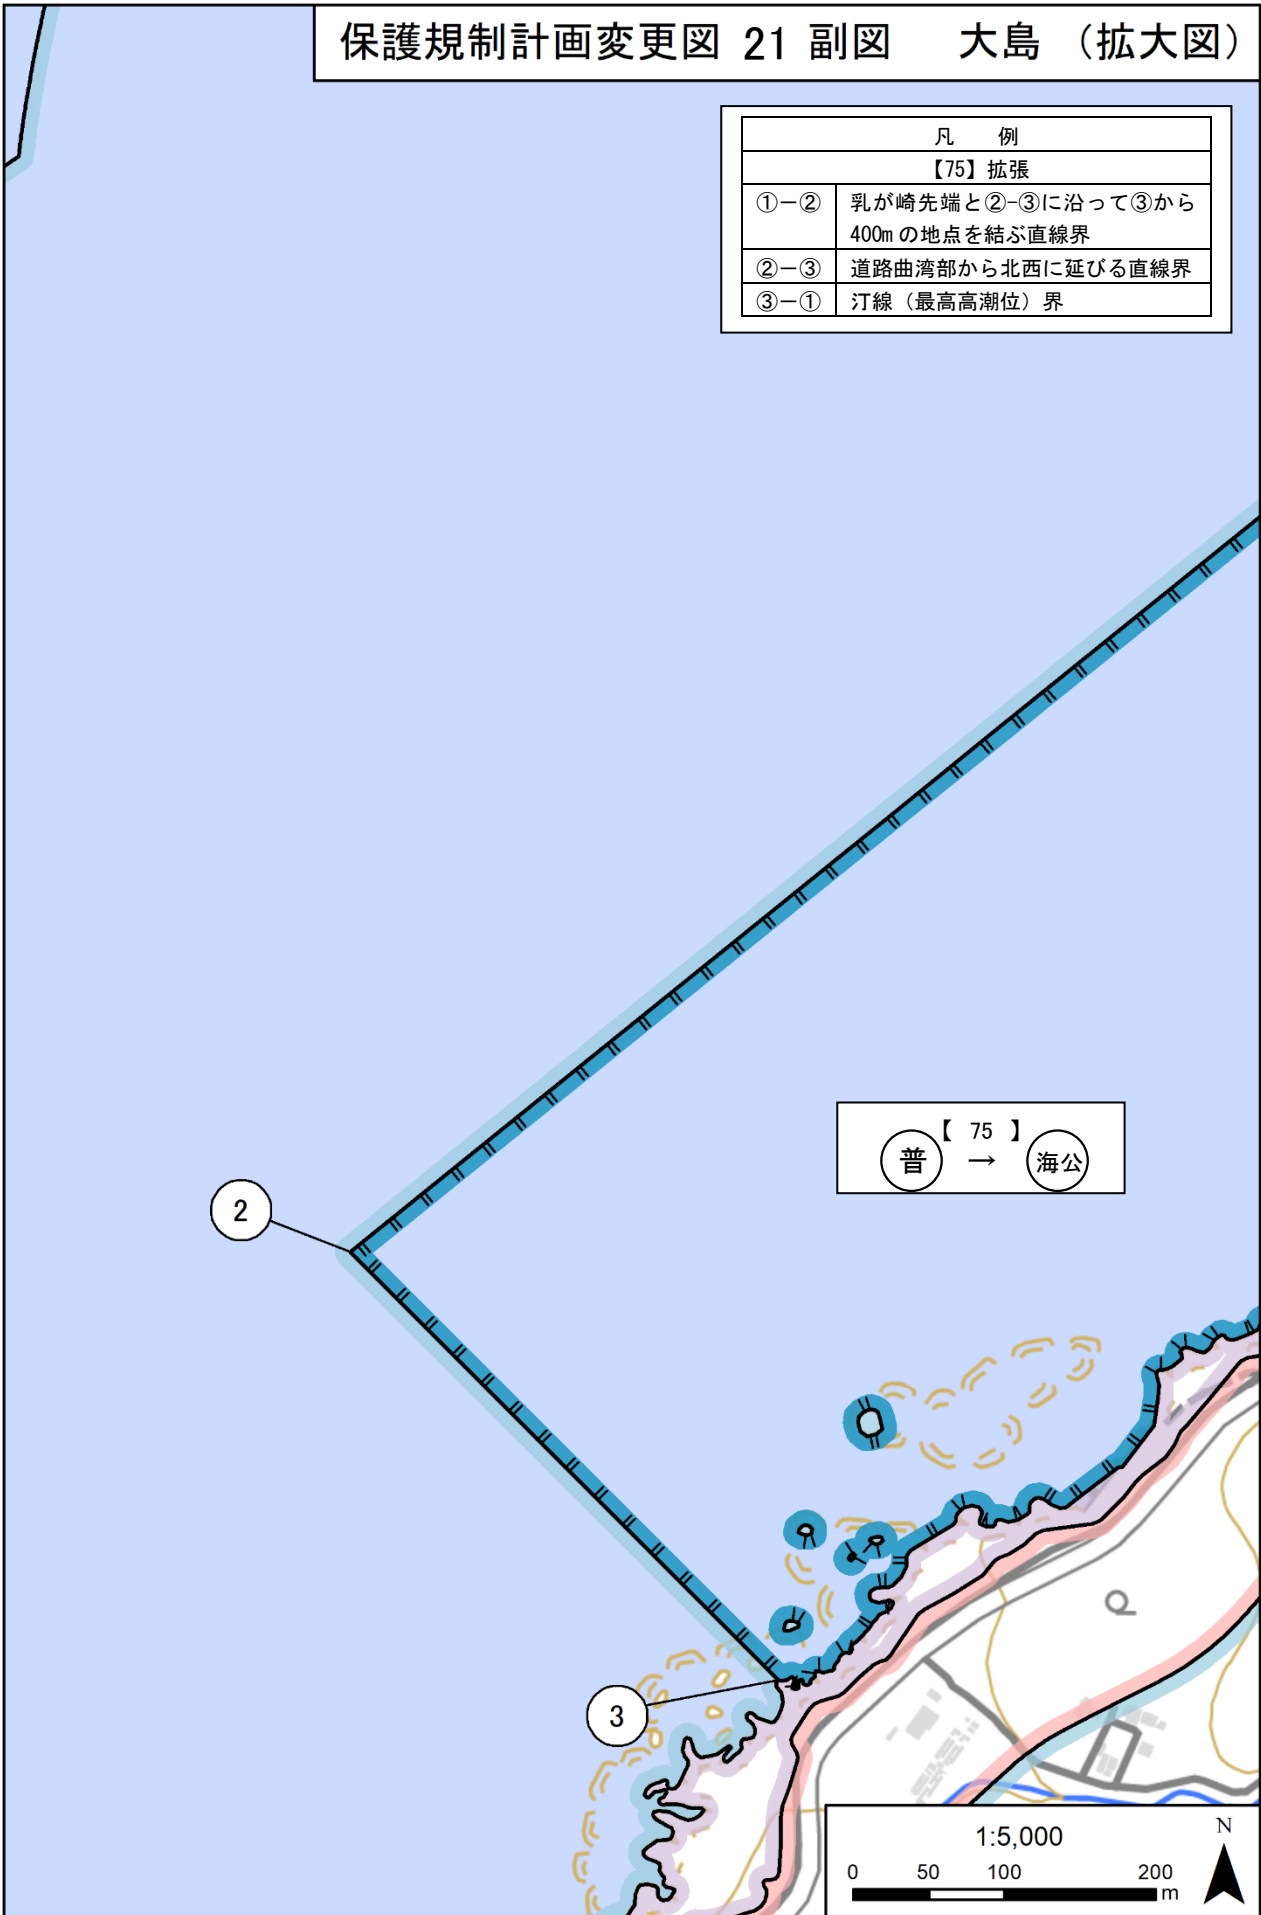 保護規制計画変更図 21 副図　大島 （拡大図）
凡　例
【75】拡張
①－② 乳が崎先端と②-③に沿って③から
400m の地点を結ぶ直線界
②－③ 道路曲湾部から北西に延びる直線界
③－① 汀線（最高高潮位）界
【 75 】
普 → 海公
2
3
1:5,000
N
0 50 100 200
m